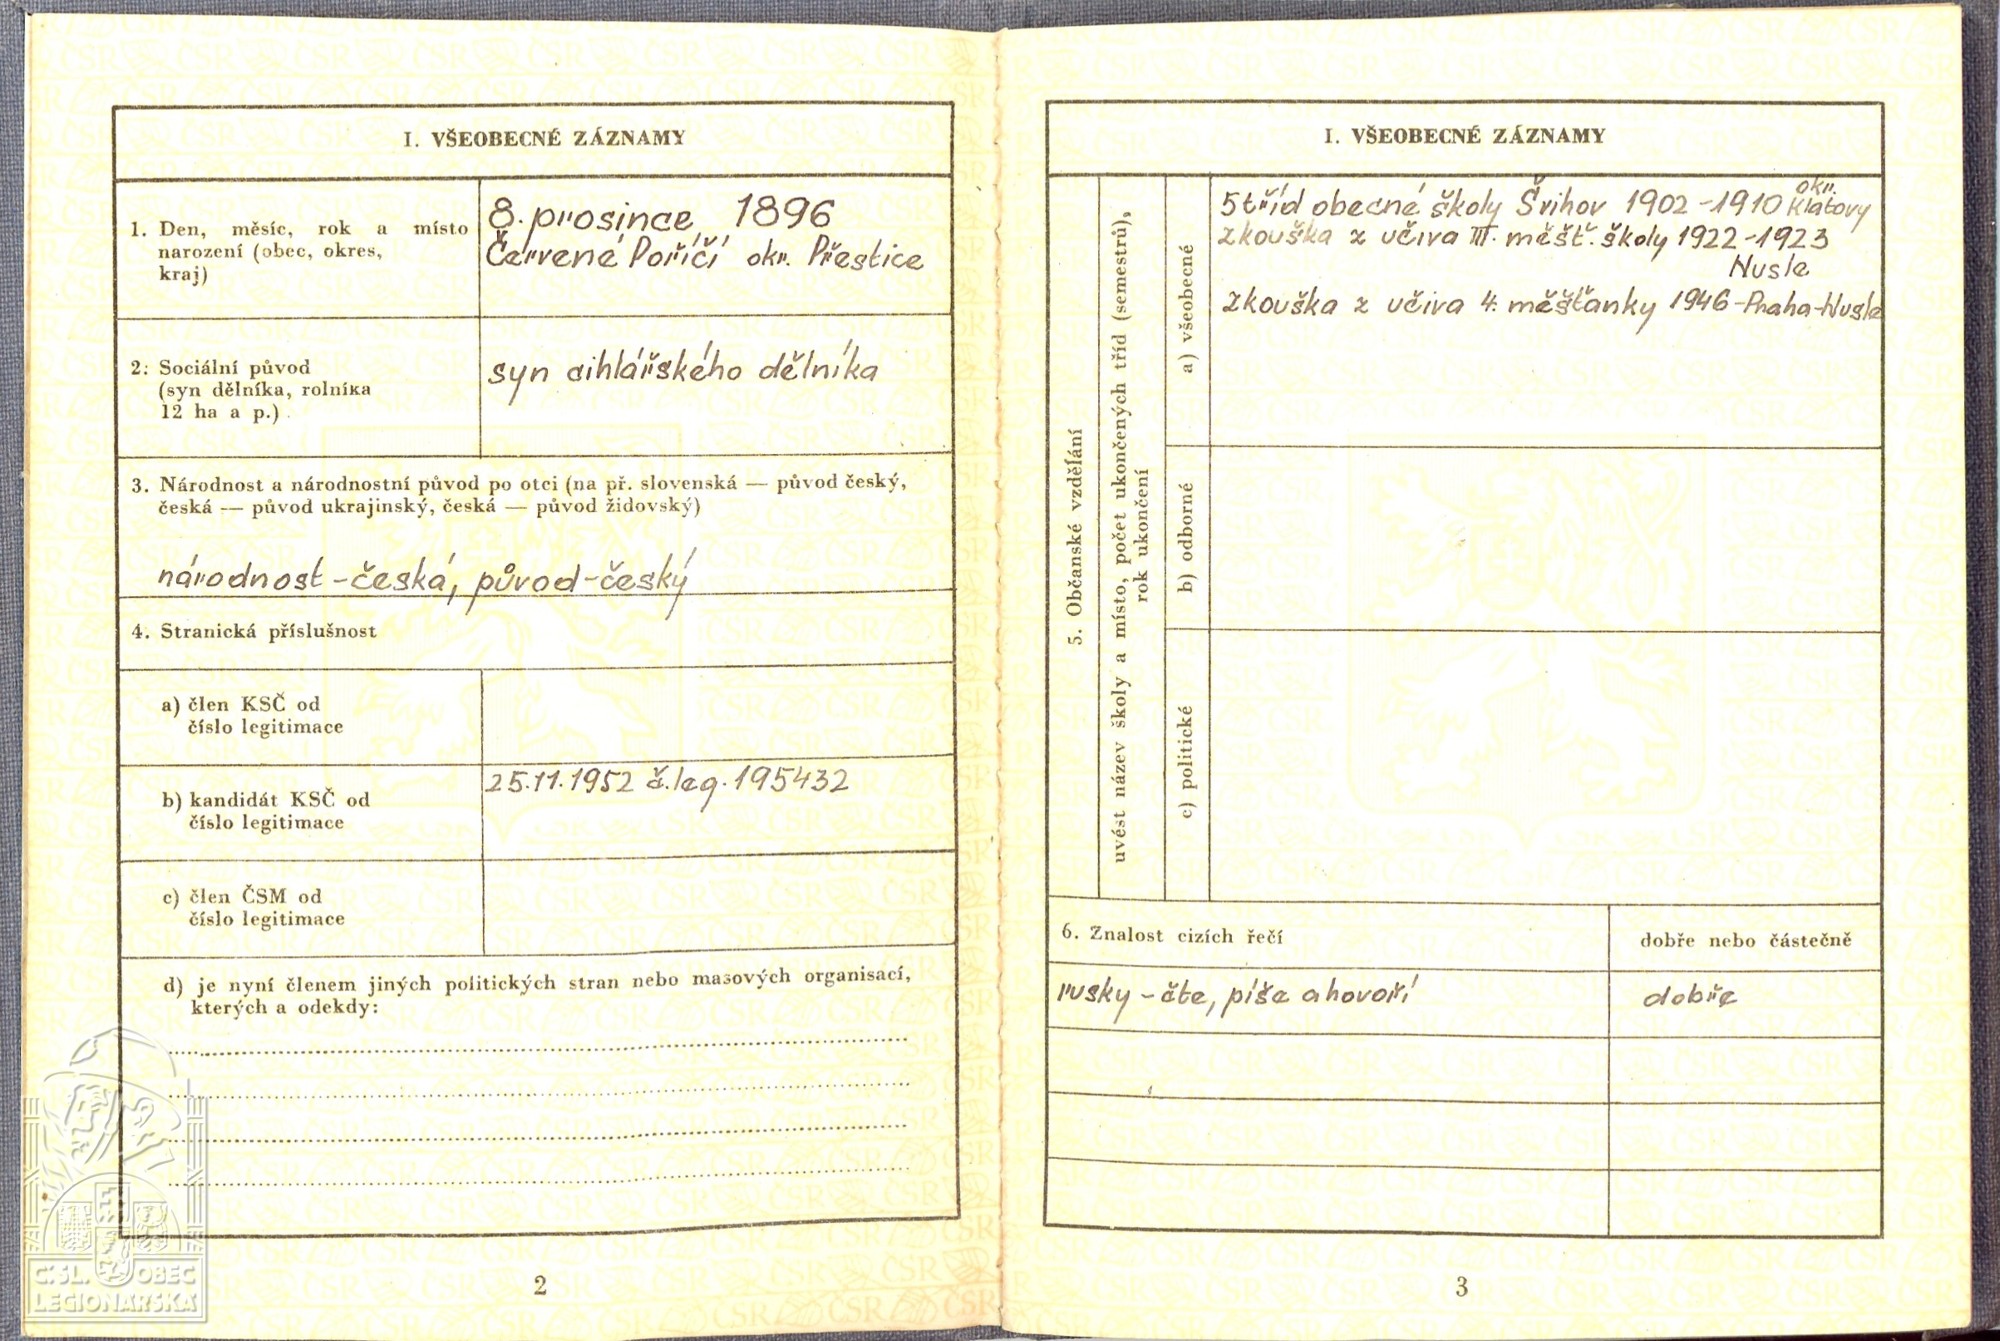 I. VŠEOBECNÉ ZÁZNAMY
1. Den, měsíc, rok a místo
narození (obec, okres,
kraj)
8. prosince 1896
Červené Poříčí okr. Přestice
2. Sociální původ
(syn dělníka, rolníka
12 ha a p.)
syn cihlářského dělníka
3. Národnost a národnostní původ po otci (na př. slovenská — původ český,
česká — původ ukrajinský, česká — původ židovský)
národnost - česká, původ - český
4. Stranická příslušnost
a) člen KSČ od
číslo legitimace
b) kandidát KSČ od
číslo legitimace
25.11.1952 č.leg. 195432
c) člen ČSM od
číslo legitimace
d) je nyní členem jiných politických stran nebo masových organisací,
kterých a odekdy:
2
Č.SL. OBEC
LEGIONÁŘSKÁ
I. VŠEOBECNÉ ZÁZNAMY
5. Občanské vzdělání
uvést název školy a místo, počet ukončených tříd (semestrů),
rok ukončení
a) všeobecné
okr.
5 tříd obecné školy Švihov 1902 - 1910 Klatovy
zkouška z učiva III. měšť. školy 1922 - 1923
Nusle
zkouška z učiva 4. měšťanky 1946 - Praha - Nusle
b) odborné
c) politické
6. Znalost cizích řečí
dobře nebo částečně
rusky - čte, píše a hovoří
dobře
3